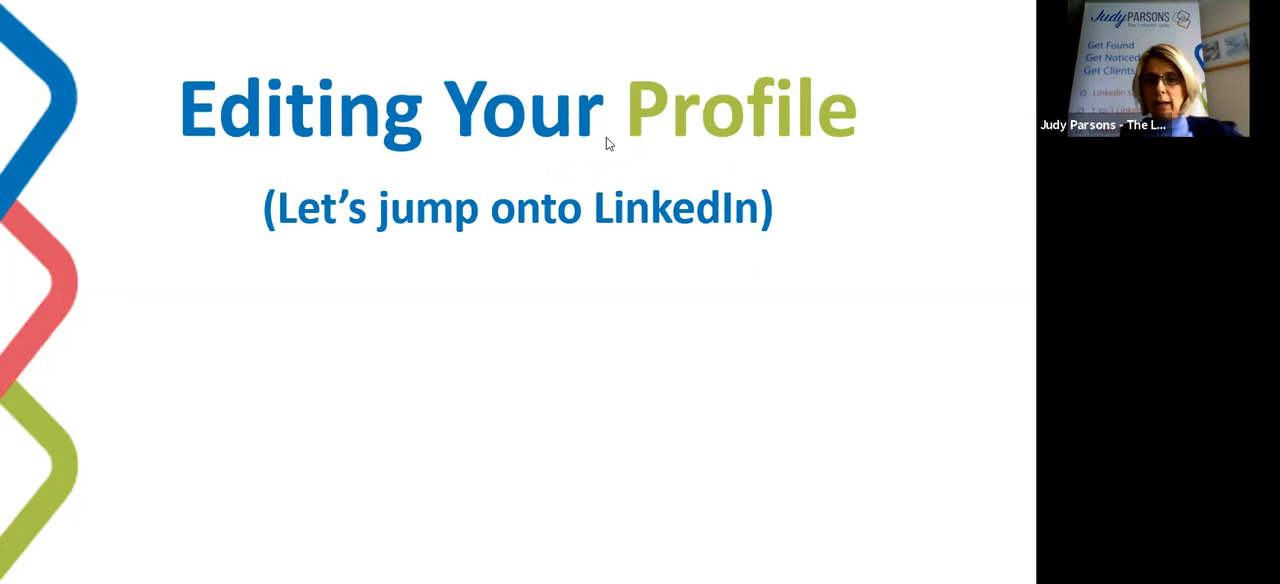 Editing Your Profile
(Let's jump onto LinkedIn)
Judy PARSONS
Get Found
Get Noticed
Get Clients
Judy Parsons - The L...